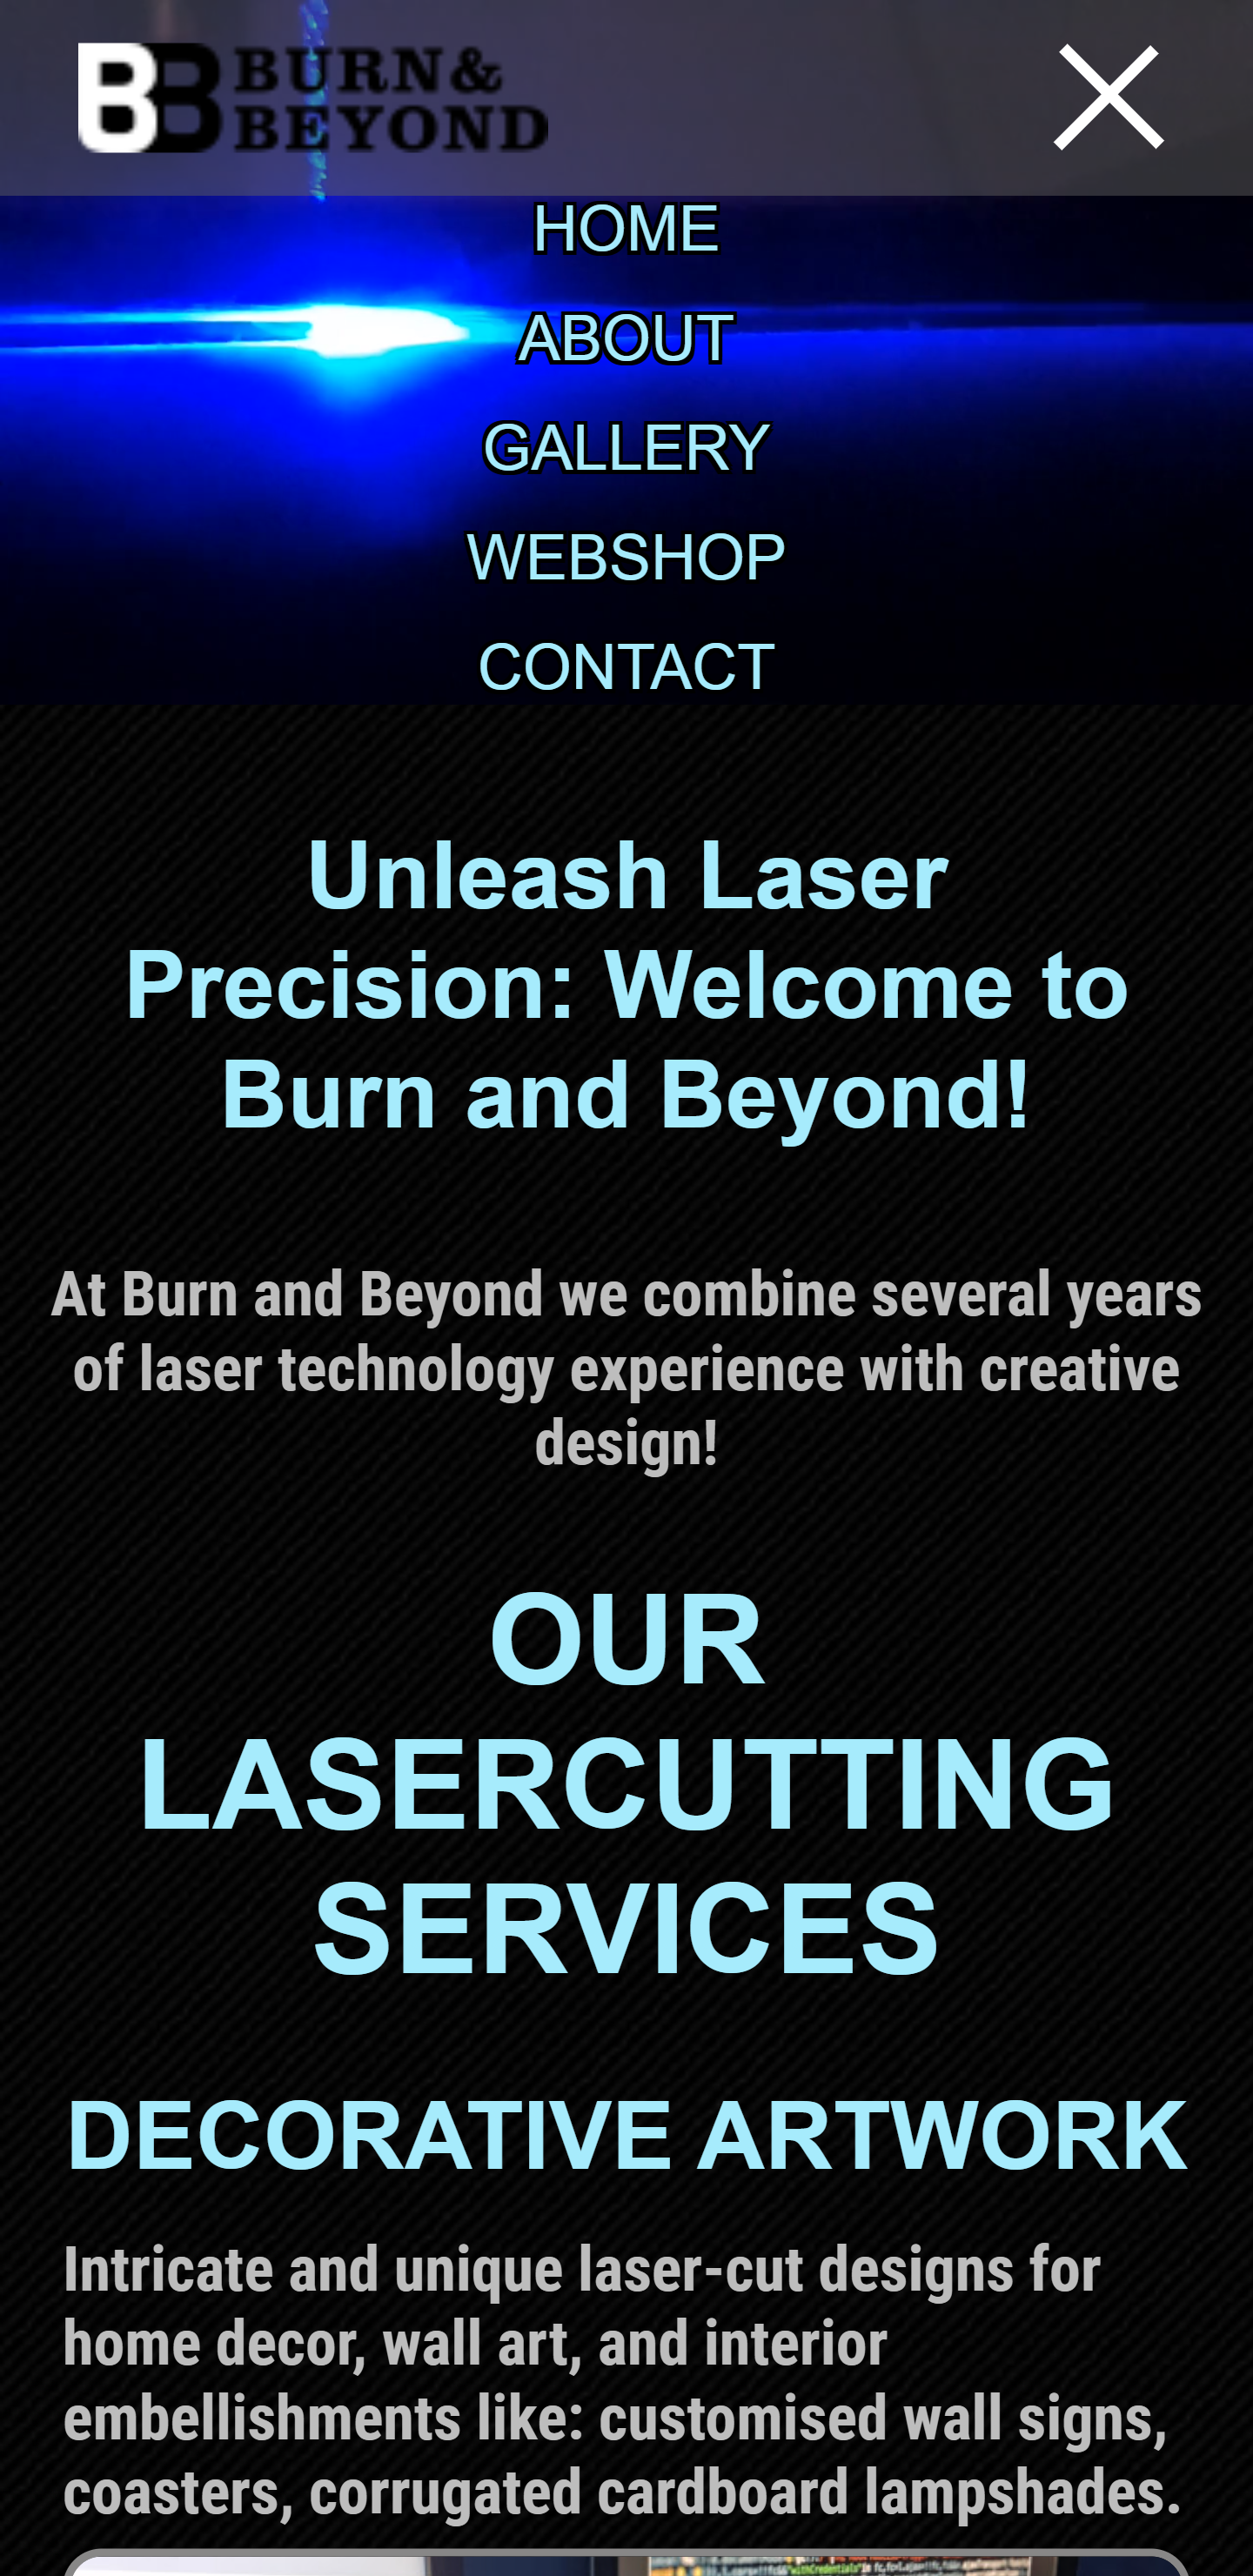 BB BURN&
BEYOND
HOME
ABOUT
GALLERY
WEBSHOP
CONTACT
Unleash Laser
Precision: Welcome to
Burn and Beyond!
At Burn and Beyond we combine several years
of laser technology experience with creative
design!
OUR
LASERCUTTING
SERVICES
DECORATIVE ARTWORK
Intricate and unique laser-cut designs for
home decor, wall art, and interior
embellishments like: customised wall signs,
coasters, corrugated cardboard lampshades.